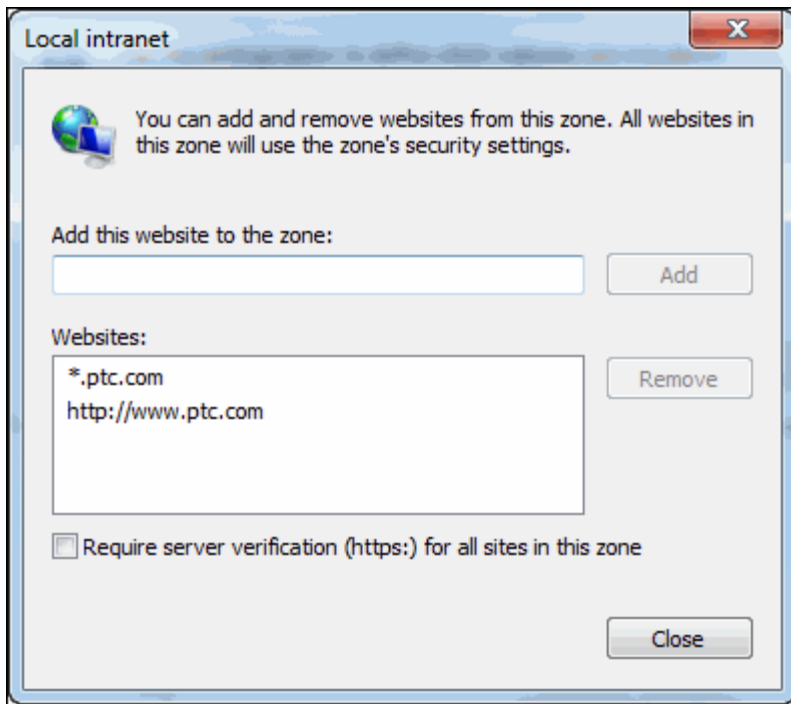 Local intranet
You can add and remove websites from this zone. All websites in
this zone will use the zone's security settings.
Add this website to the zone:
Add
Websites:
*.ptc.com
http://www.ptc.com
Remove
Require server verification (https:) for all sites in this zone
Close